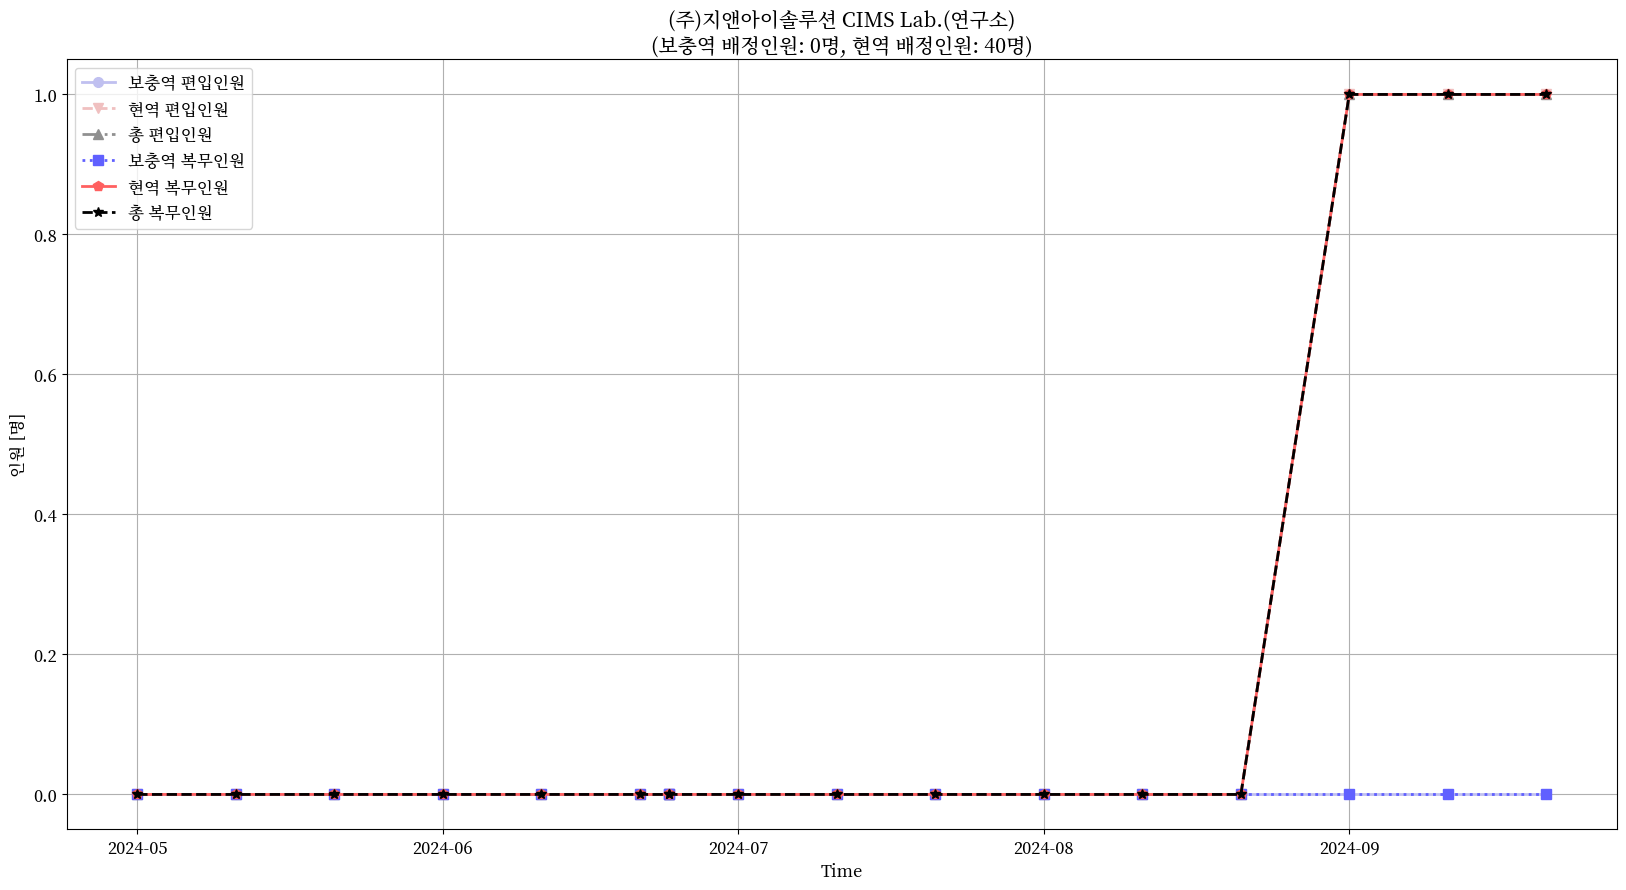 (주)지앤아이솔루션 CIMS Lab.(연구소)
(보충역 배정인원: 0명, 현역 배정인원: 40명)
보충역 편입인원
현역 편입인원
총 편입인원
보충역 복무인원
현역 복무인원
총 복무인원
인원 [명]
1.0
0.8
0.6
0.4
0.2
0.0
2024-05
2024-06
2024-07
2024-08
2024-09
Time